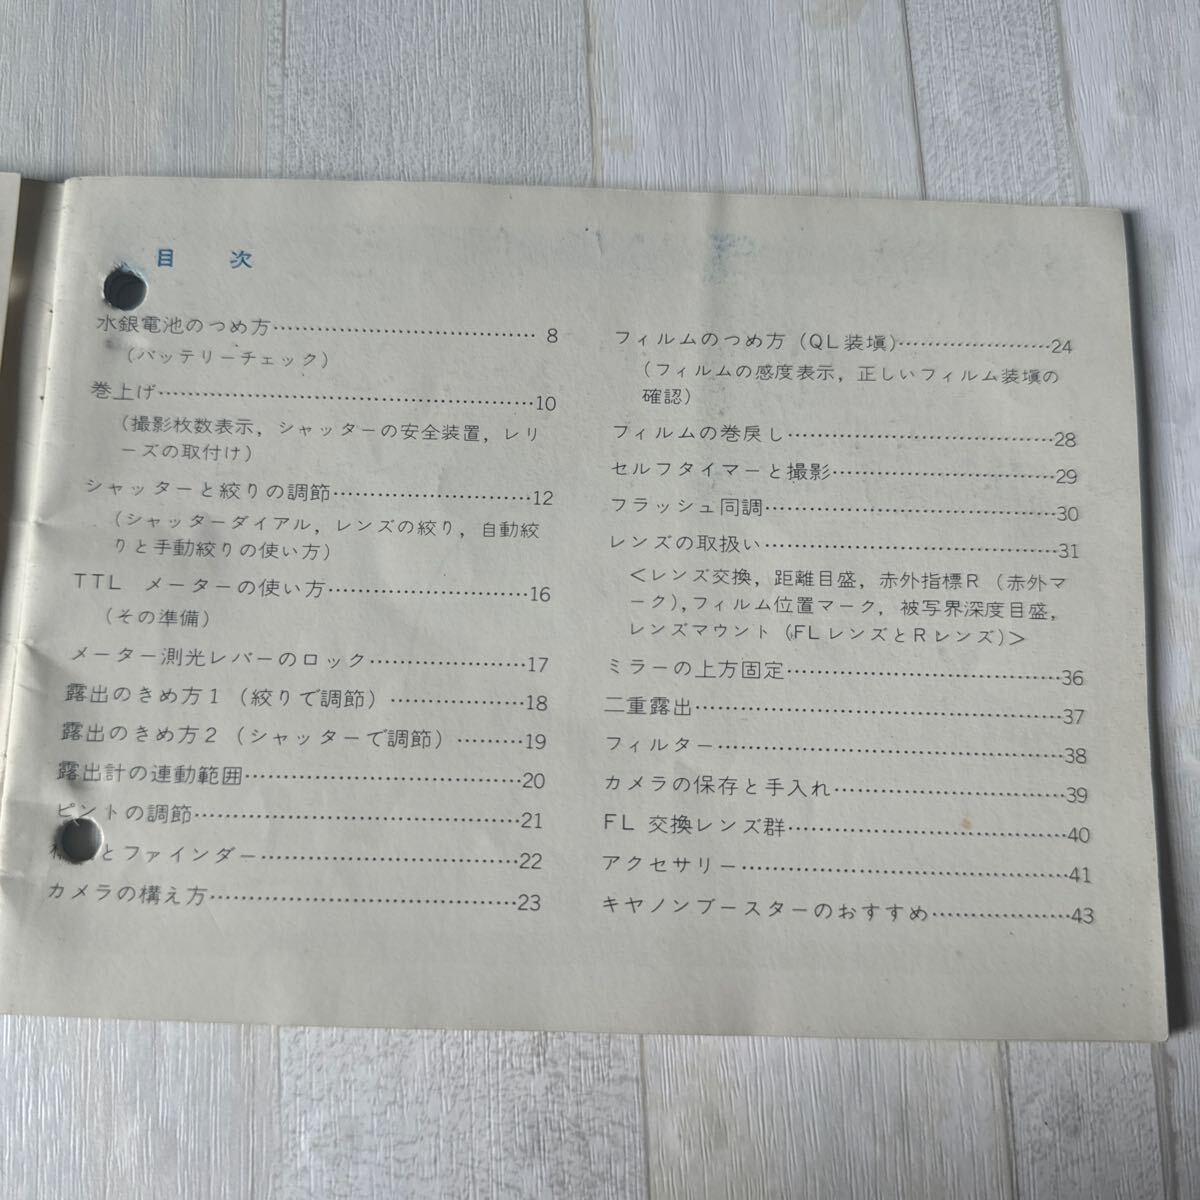 目　次
水銀電池のつめ方…………………………… 8
（バッテリーチェック）
巻上げ…………………………………………10
（撮影枚数表示，シャッターの安全装置，レリ
ーズの取付け）
シャッターと絞りの調節………………………12
（シャッターダイアル，レンズの絞り，自動絞
りと手動絞りの使い方）
TTL　メーターの使い方………………………16
（その準備）
メーター測光レバーのロック…………………17
露出のきめ方1（絞りで調節）………………18
露出のきめ方2（シャッターで調節）………19
露出計の連動範囲………………………………20
ピントの調節……………………………………21
とファインダー…………………………………22
カメラの構え方…………………………………23
フィルムのつめ方（QL装塡）…………………24
（フィルムの感度表示，正しいフィルム装塡の
確認）
フィルムの巻戻し………………………………28
セルフタイマーと撮影…………………………29
フラッシュ同調…………………………………30
レンズの取扱い…………………………………31
＜レンズ交換，距離目盛，赤外指標R（赤外マ
ーク），フィルム位置マーク，被写界深度目盛，
レンズマウント（FLレンズとRレンズ）＞
ミラーの上方固定………………………………36
二重露出…………………………………………37
フィルター………………………………………38
カメラの保存と手入れ…………………………39
FL 交換レンズ群………………………………40
アクセサリー……………………………………41
キヤノンブースターのおすすめ………………43